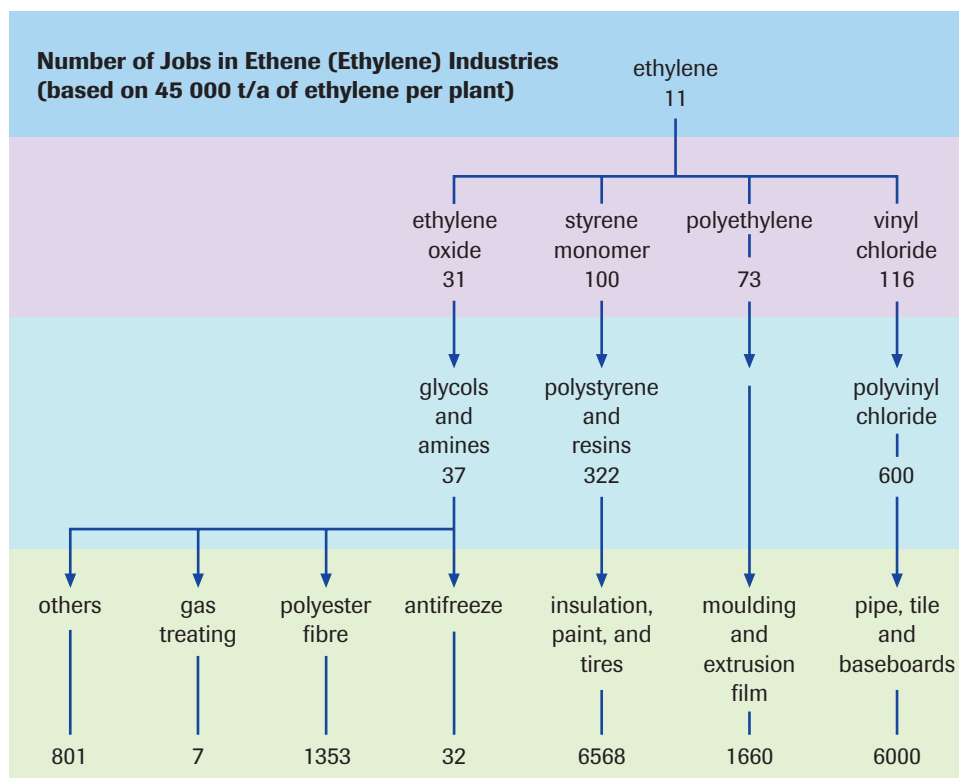 Number of Jobs in Ethene (Ethylene) Industries
(based on 45 000 t/a of ethylene per plant)
ethylene
11
ethylene
oxide
31
styrene
monomer
100
polyethylene
73
vinyl
chloride
116
glycols
and
amines
37
polystyrene
and
resins
322
polyvinyl
chloride
600
others
801
gas
treating
7
polyester
fibre
1353
antifreeze
32
insulation,
paint, and
tires
6568
moulding
and
extrusion
film
1660
pipe, tile
and
baseboards
6000